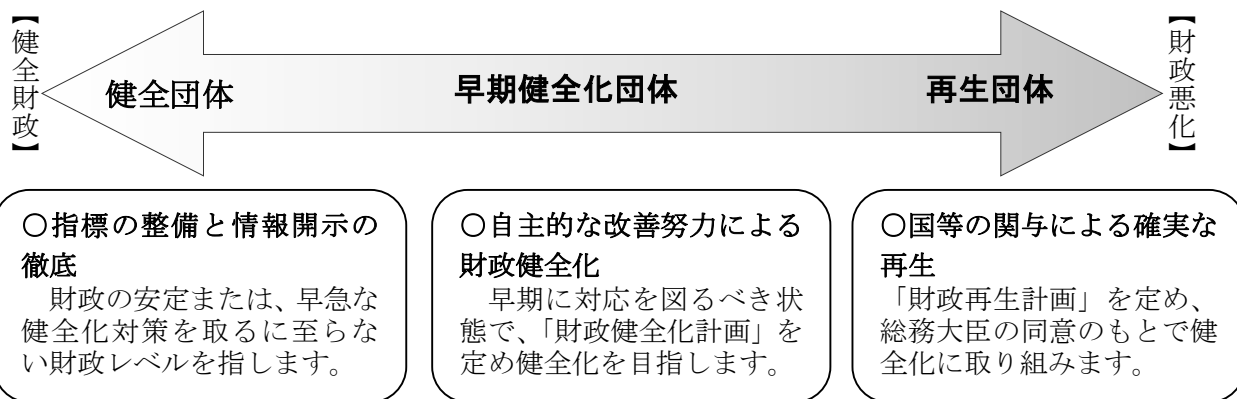 【健全財政】
健全団体
早期健全化団体
再生団体
【財政悪化】
○指標の整備と情報開示の
徹底
　財政の安定または、早急な
健全化対策を取るに至らな
い財政レベルを指します。
○自主的な改善努力による
財政健全化
　早期に対応を図るべき状
態で、「財政健全化計画」を
定め健全化を目指します。
○国等の関与による確実な
再生
「財政再生計画」を定め、
総務大臣の同意のもとで健
全化に取り組みます。